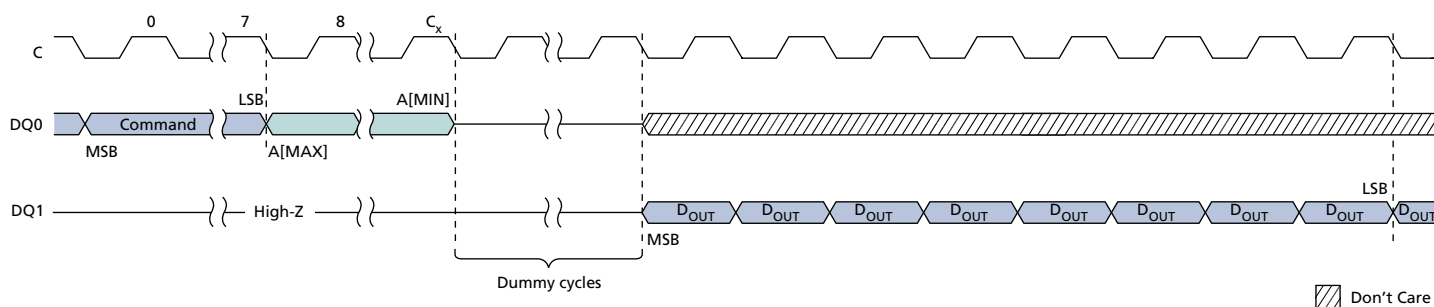 0 7 8 Cx
C
LSB A[MIN]
DQ0 Command
MSB A[MAX]
LSB
DQ1 High-Z DOUT DOUT DOUT DOUT DOUT DOUT DOUT DOUT DOUT
MSB
Dummy cycles
Don't Care